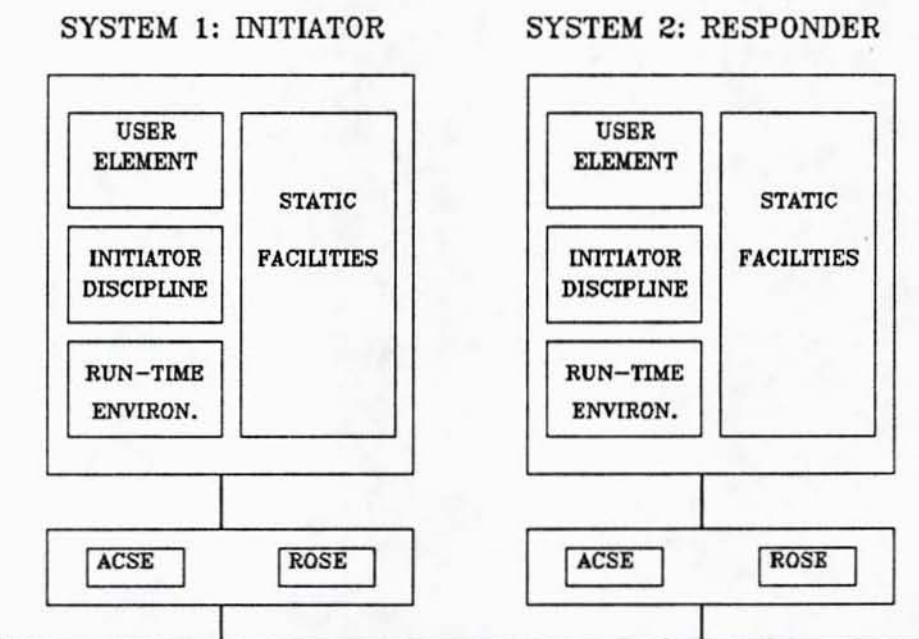 SYSTEM 1: INITIATOR
USER
ELEMENT
INITIATOR
DISCIPLINE
RUN-TIME
ENVIRON.
STATIC
FACILITIES
ACSE
ROSE
SYSTEM 2: RESPONDER
USER
ELEMENT
INITIATOR
DISCIPLINE
RUN-TIME
ENVIRON.
STATIC
FACILITIES
ACSE
ROSE